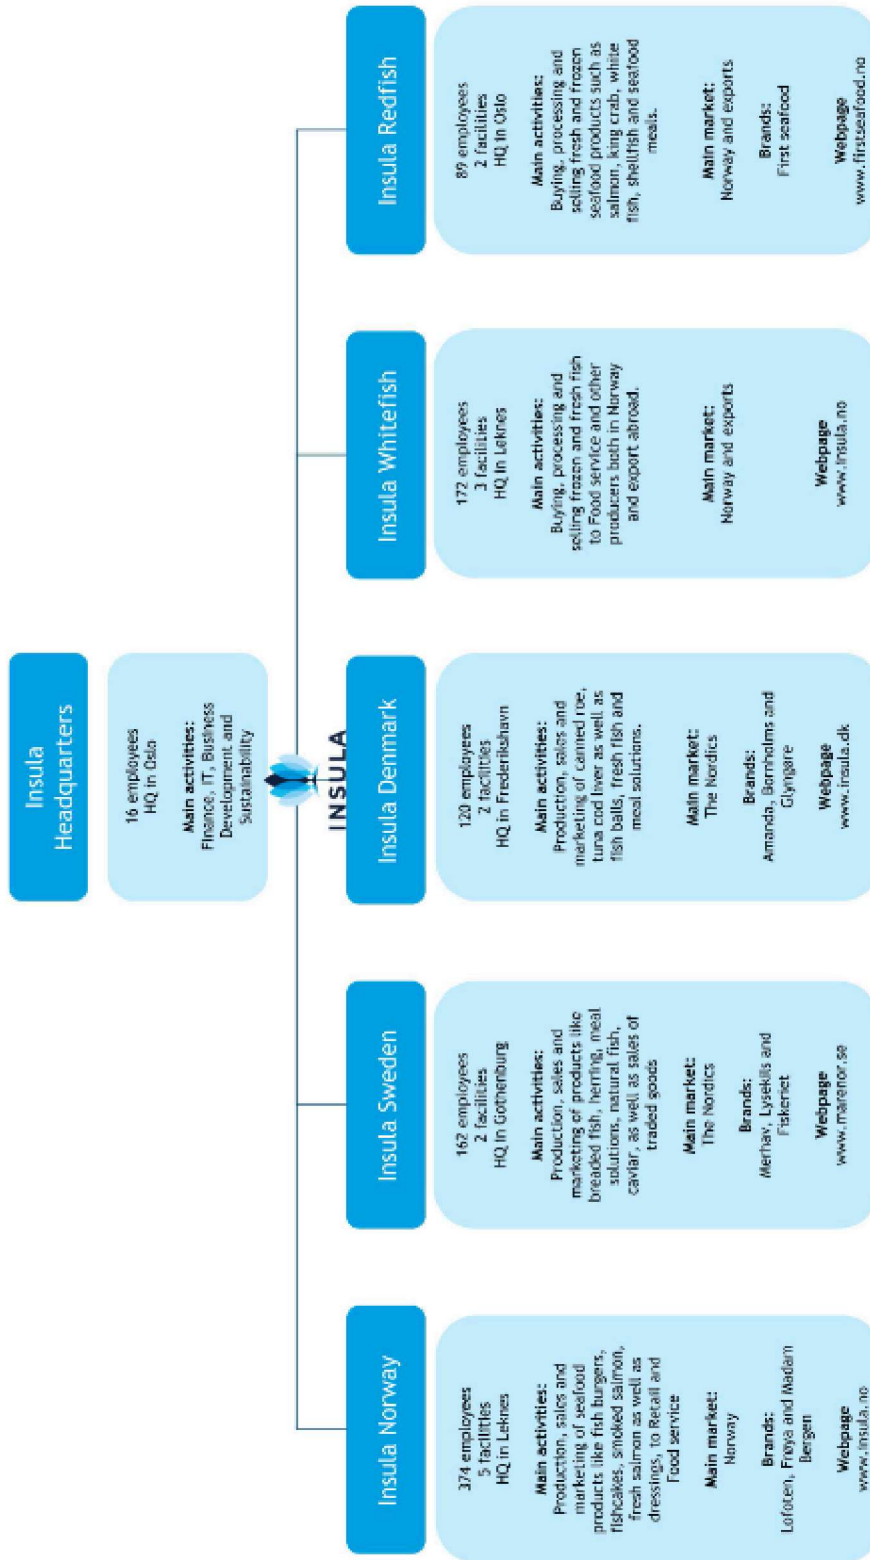 Insula
Headquarters
16 employees
HQ in Oslo
Main activities:
Finance, IT, Business
Development and
Sustainability
INSULA
Insula Norway
374 employees
5 facilities
HQ in Leknes
Main activities:
Production, sales and
marketing of seafood
products like fish burgers,
fishcakes, smoked salmon,
fresh salmon as well as
dressings, to Retail and
Food service
Main market:
Norway
Brands:
Lofoten, Frøya and Madam
Bergen
Webpage
www.insula.no
Insula Sweden
162 employees
2 facilities
HQ in Gothenburg
Main activities:
Production, sales and
marketing of products like
breaded fish, herring, meal
solutions, natural fish,
caviar, as well as sales of
traded goods
Main market:
The Nordics
Brands:
Merhav, Lysekils and
Fiskeriet
Webpage
www.marenor.se
Insula Denmark
120 employees
2 facilities
HQ in Frederikshavn
Main activities:
Production, sales and
marketing of canned roe,
tuna cod liver as well as
fish balls, fresh fish and
meal solutions.
Main market:
The Nordics
Brands:
Amanda, Bornholms and
Glyngøre
Webpage
www.insula.dk
Insula Whitefish
172 employees
3 facilities
HQ in Leknes
Main activities:
Buying, processing and
selling frozen and fresh fish
to Food service and other
producers both in Norway
and export abroad.
Main market:
Norway and exports
Webpage
www.insula.no
Insula Redfish
89 employees
2 facilities
HQ in Oslo
Main activities:
Buying, processing and
selling fresh and frozen
seafood products such as
salmon, king crab, white
fish, shellfish and seafood
meals.
Main market:
Norway and exports
Brands:
First seafood
Webpage
www.firstseafood.no